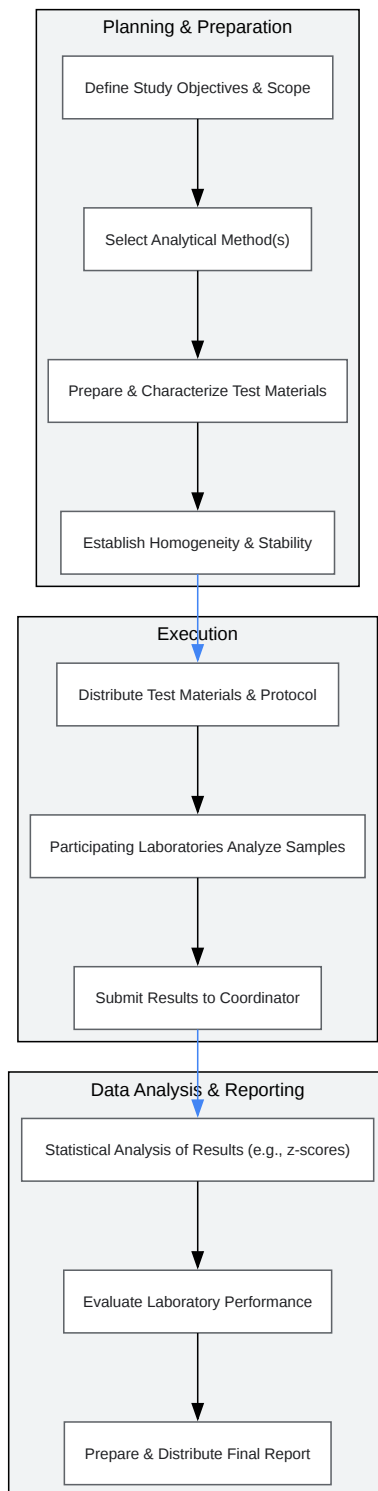 Planning & Preparation
Define Study Objectives & Scope
Select Analytical Method(s)
Prepare & Characterize Test Materials
Establish Homogeneity & Stability
Execution
Distribute Test Materials & Protocol
Participating Laboratories Analyze Samples
Submit Results to Coordinator
Data Analysis & Reporting
Statistical Analysis of Results (e.g., z-scores)
Evaluate Laboratory Performance
Prepare & Distribute Final Report